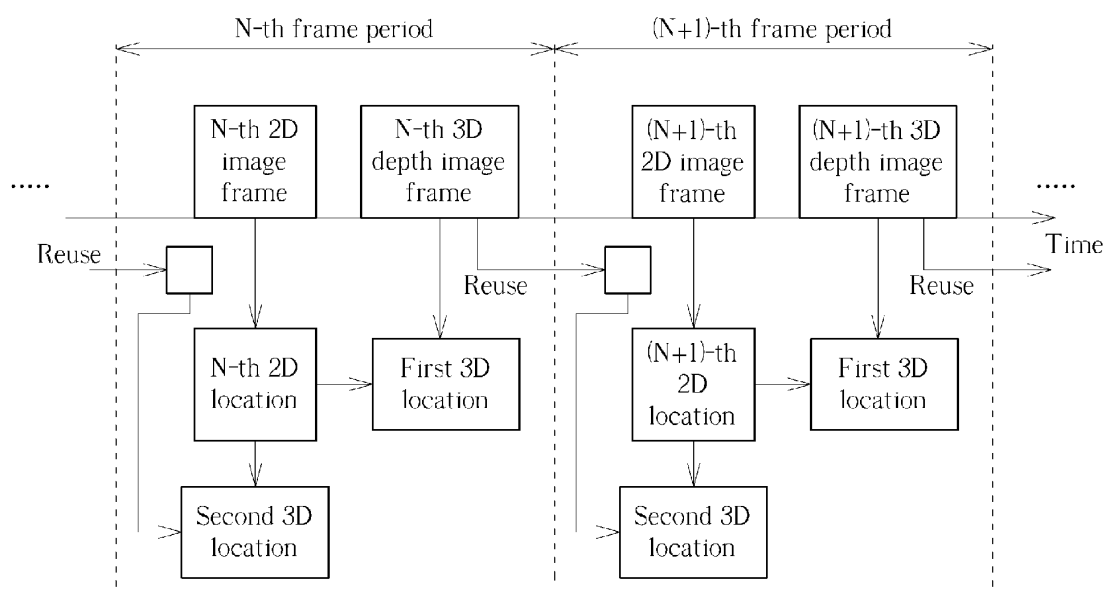 N-th frame period
(N+1)-th frame period
N-th 2D
image
frame
N-th 3D
depth image
frame
(N+1)-th
2D image
frame
(N+1)-th 3D
depth image
frame
.....
.....
Time
Reuse
Reuse
Reuse
N-th 2D
location
First 3D
location
(N+1)-th
2D
location
First 3D
location
Second 3D
location
Second 3D
location